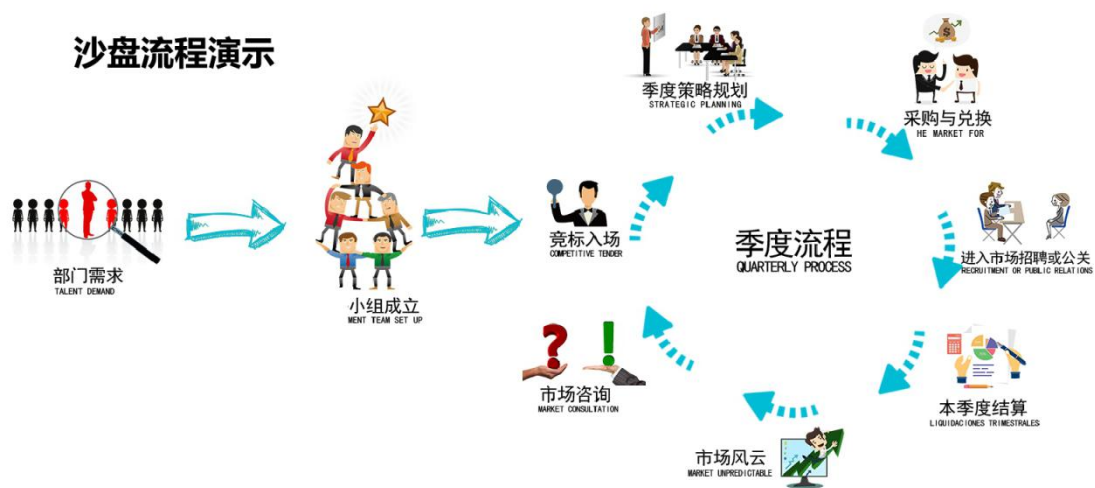 沙盘流程演示
部门需求
TALENT DEMAND
小组成立
MENT TEAM SET UP
竞标入场
COMPETITIVE TENDER
季度策略规划
STRATEGIC PLANNING
$
采购与兑换
HE MARKET FOR
进入市场招聘或公关
RECRUITMENT OR PUBLIC RELATIONS
本季度结算
LIQUIDACIONES TRIMESTRALES
市场风云
MARKET UNPREDICTABLE
?
!
市场咨询
MARKET CONSULTATION
季度流程
QUARTERLY PROCESS